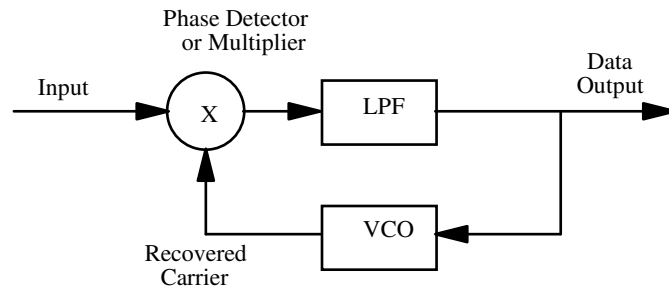 Phase Detector
or Multiplier
Input
Data
Output
X
LPF
VCO
Recovered
Carrier